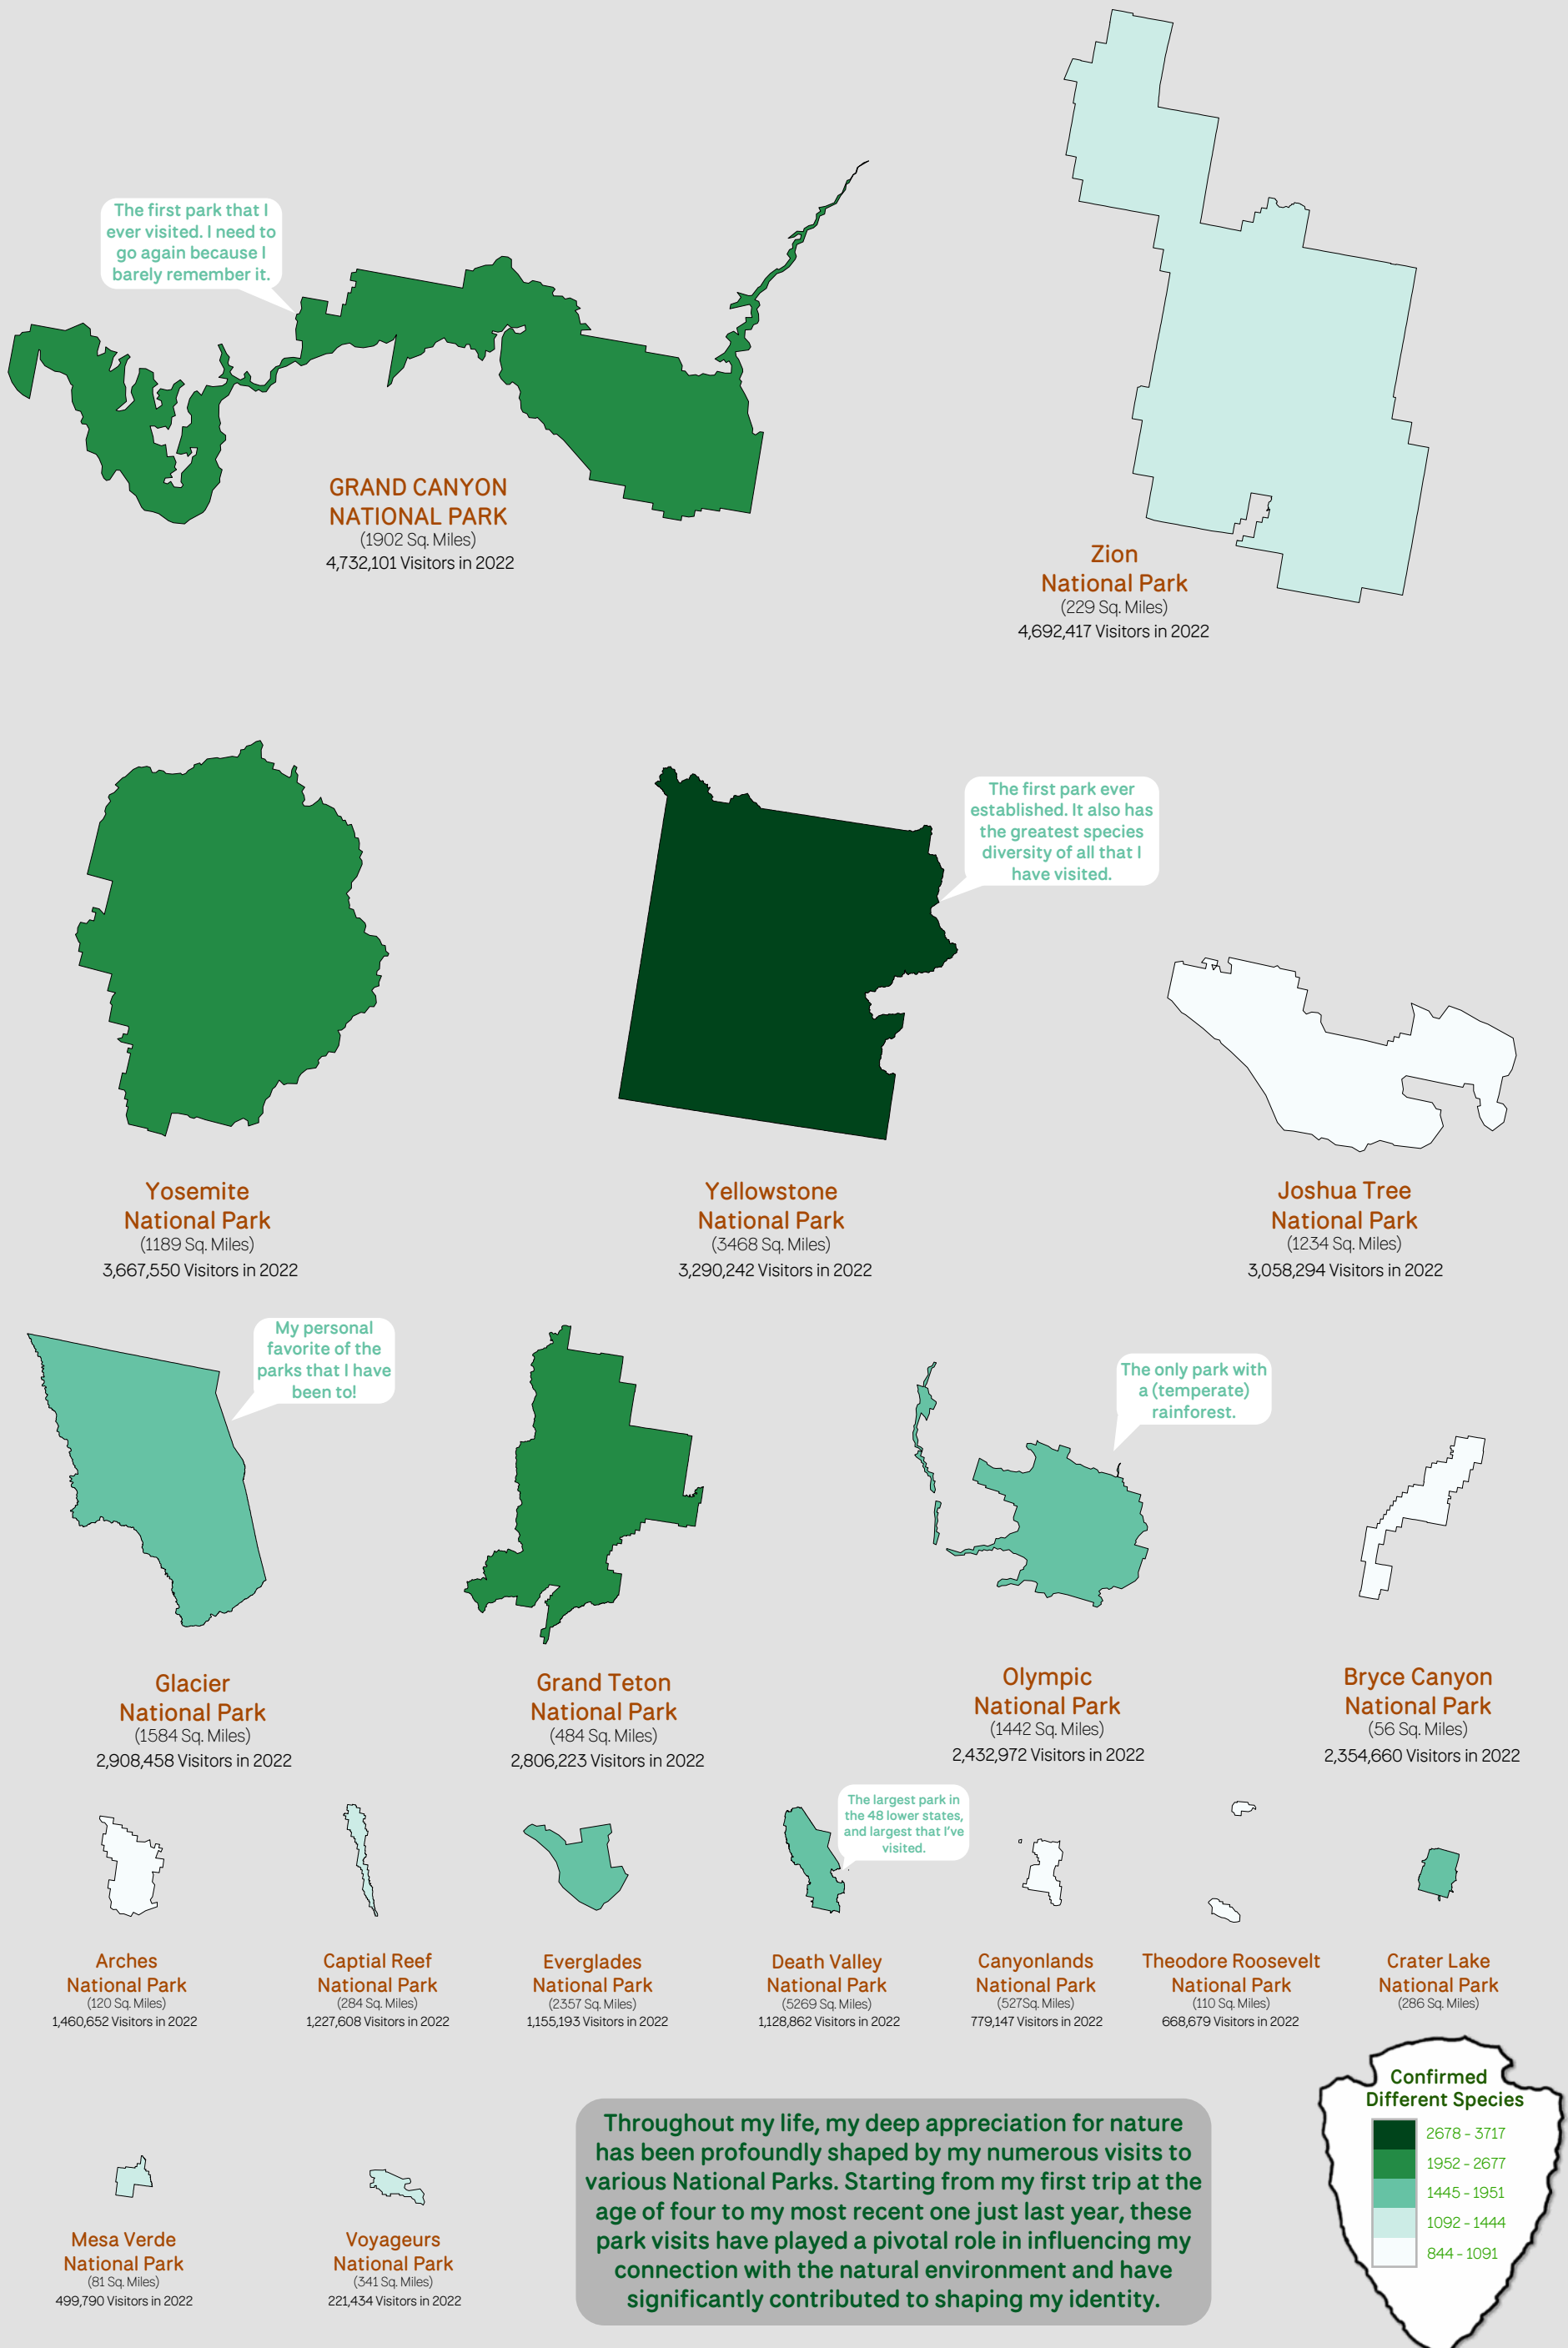 The first park that I
ever visited. I need to
go again because I
barely remember it.
GRAND CANYON
NATIONAL PARK
(1902 Sq. Miles)
4,732,101 Visitors in 2022
Zion
National Park
(229 Sq. Miles)
4,692,417 Visitors in 2022
The first park ever
established. It also has
the greatest species
diversity of all that I
have visited.
Yosemite
National Park
(1189 Sq. Miles)
3,667,550 Visitors in 2022
Yellowstone
National Park
(3468 Sq. Miles)
3,290,242 Visitors in 2022
Joshua Tree
National Park
(1234 Sq. Miles)
3,058,294 Visitors in 2022
My personal
favorite of the
parks that I have
been to!
The only park with
a (temperate)
rainforest.
Glacier
National Park
(1584 Sq. Miles)
2,908,458 Visitors in 2022
Grand Teton
National Park
(484 Sq. Miles)
2,806,223 Visitors in 2022
Olympic
National Park
(1442 Sq. Miles)
2,432,972 Visitors in 2022
Bryce Canyon
National Park
(56 Sq. Miles)
2,354,660 Visitors in 2022
The largest park in
the 48 lower states,
and largest that I've
visited.
Arches
National Park
(120 Sq. Miles)
1,460,652 Visitors in 2022
Captial Reef
National Park
(284 Sq. Miles)
1,227,608 Visitors in 2022
Everglades
National Park
(2357 Sq. Miles)
1,155,193 Visitors in 2022
Death Valley
National Park
(5269 Sq. Miles)
1,128,862 Visitors in 2022
Canyonlands
National Park
(527Sq. Miles)
779,147 Visitors in 2022
Theodore Roosevelt
National Park
(110 Sq. Miles)
668,679 Visitors in 2022
Crater Lake
National Park
(286 Sq. Miles)
Mesa Verde
National Park
(81 Sq. Miles)
499,790 Visitors in 2022
Voyageurs
National Park
(341 Sq. Miles)
221,434 Visitors in 2022
Throughout my life, my deep appreciation for nature
has been profoundly shaped by my numerous visits to
various National Parks. Starting from my first trip at the
age of four to my most recent one just last year, these
park visits have played a pivotal role in influencing my
connection with the natural environment and have
significantly contributed to shaping my identity.
Confirmed
Different Species
2678 - 3717
1952 - 2677
1445 - 1951
1092 - 1444
844 - 1091